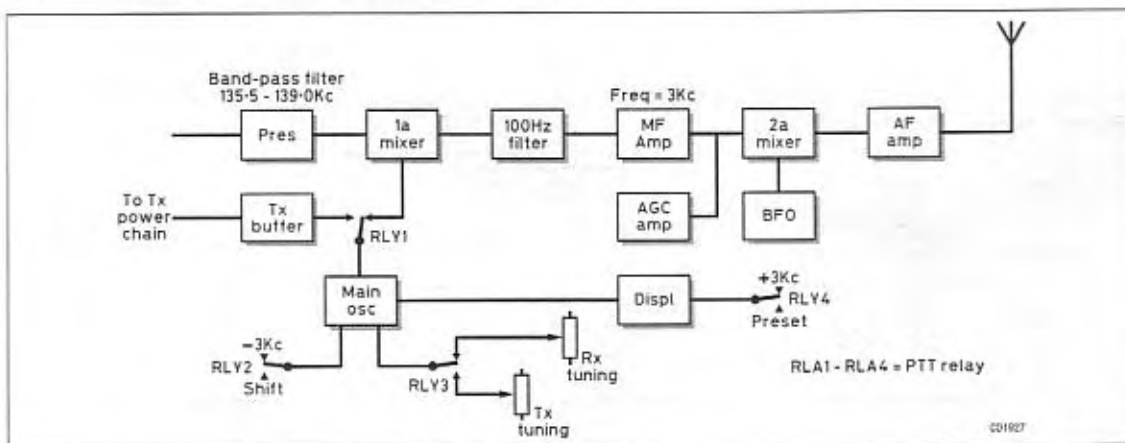 Band-pass filter
135·5 - 139·0Kc
Pres
1a
mixer
100Hz
filter
Freq = 3Kc
MF
Amp
2a
mixer
AF
amp
To Tx
power
chain
Tx
buffer
RLY1
AGC
amp
BFO
Main
osc
Displ
+3Kc
RLY4
Preset
−3Kc
RLY2
Shift
RLY3
Rx
tuning
Tx
tuning
RLA1 - RLA4 = PTT relay
CD1927